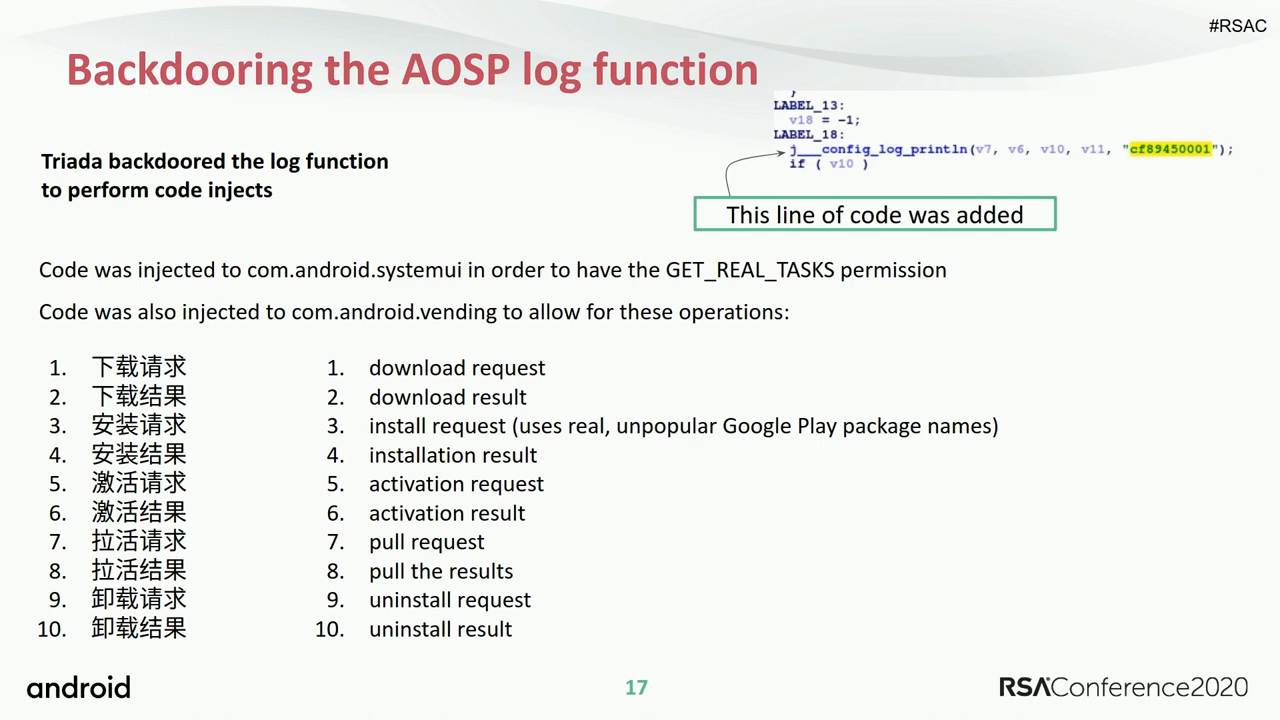 #RSAC
Backdooring the AOSP log function
LABEL_13:
v18 = -1;
LABEL_18:
j___config_log_println(v7, v6, v10, v11, "cf89450001");
if ( v10 )
This line of code was added
Triada backdoored the log function
to perform code injects
Code was injected to com.android.systemui in order to have the GET_REAL_TASKS permission
Code was also injected to com.android.vending to allow for these operations:
1. 下载请求
2. 下载结果
3. 安装请求
4. 安装结果
5. 激活请求
6. 激活结果
7. 拉活请求
8. 拉活结果
9. 卸载请求
10. 卸载结果
1. download request
2. download result
3. install request (uses real, unpopular Google Play package names)
4. installation result
5. activation request
6. activation result
7. pull request
8. pull the results
9. uninstall request
10. uninstall result
android
17
RSAConference2020